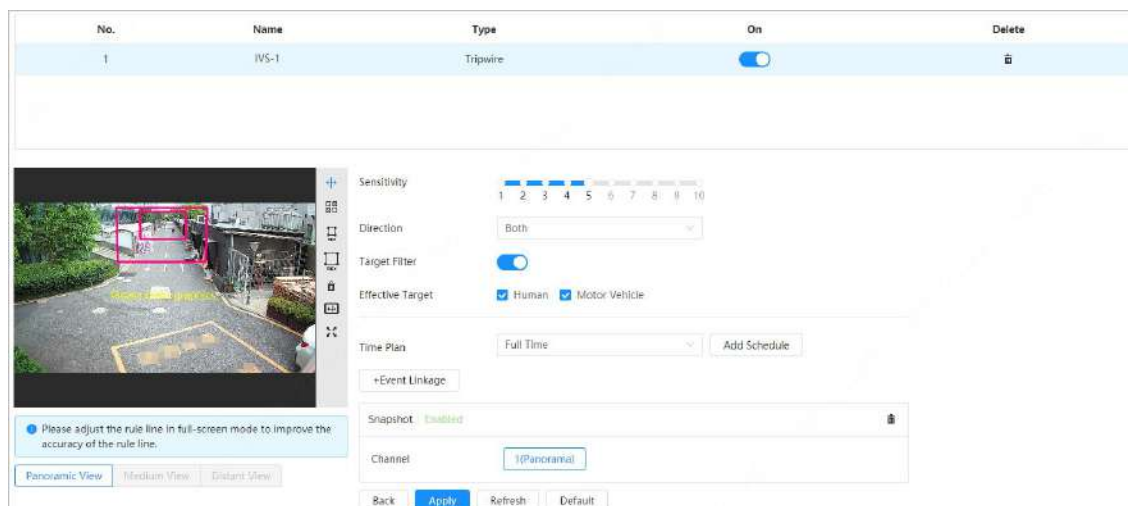 No. Name Type On Delete
1 IVS-1 Tripwire
Sensitivity
1 2 3 4 5 6 7 8 9 10
Direction Both
Target Filter
Effective Target Human Motor Vehicle
Time Plan Full Time Add Schedule
+Event Linkage
Snapshot Enabled
Channel 1(Panorama)
Please adjust the rule line in full-screen mode to improve the
accuracy of the rule line.
Panoramic View Medium View Distant View
Back Apply Refresh Default